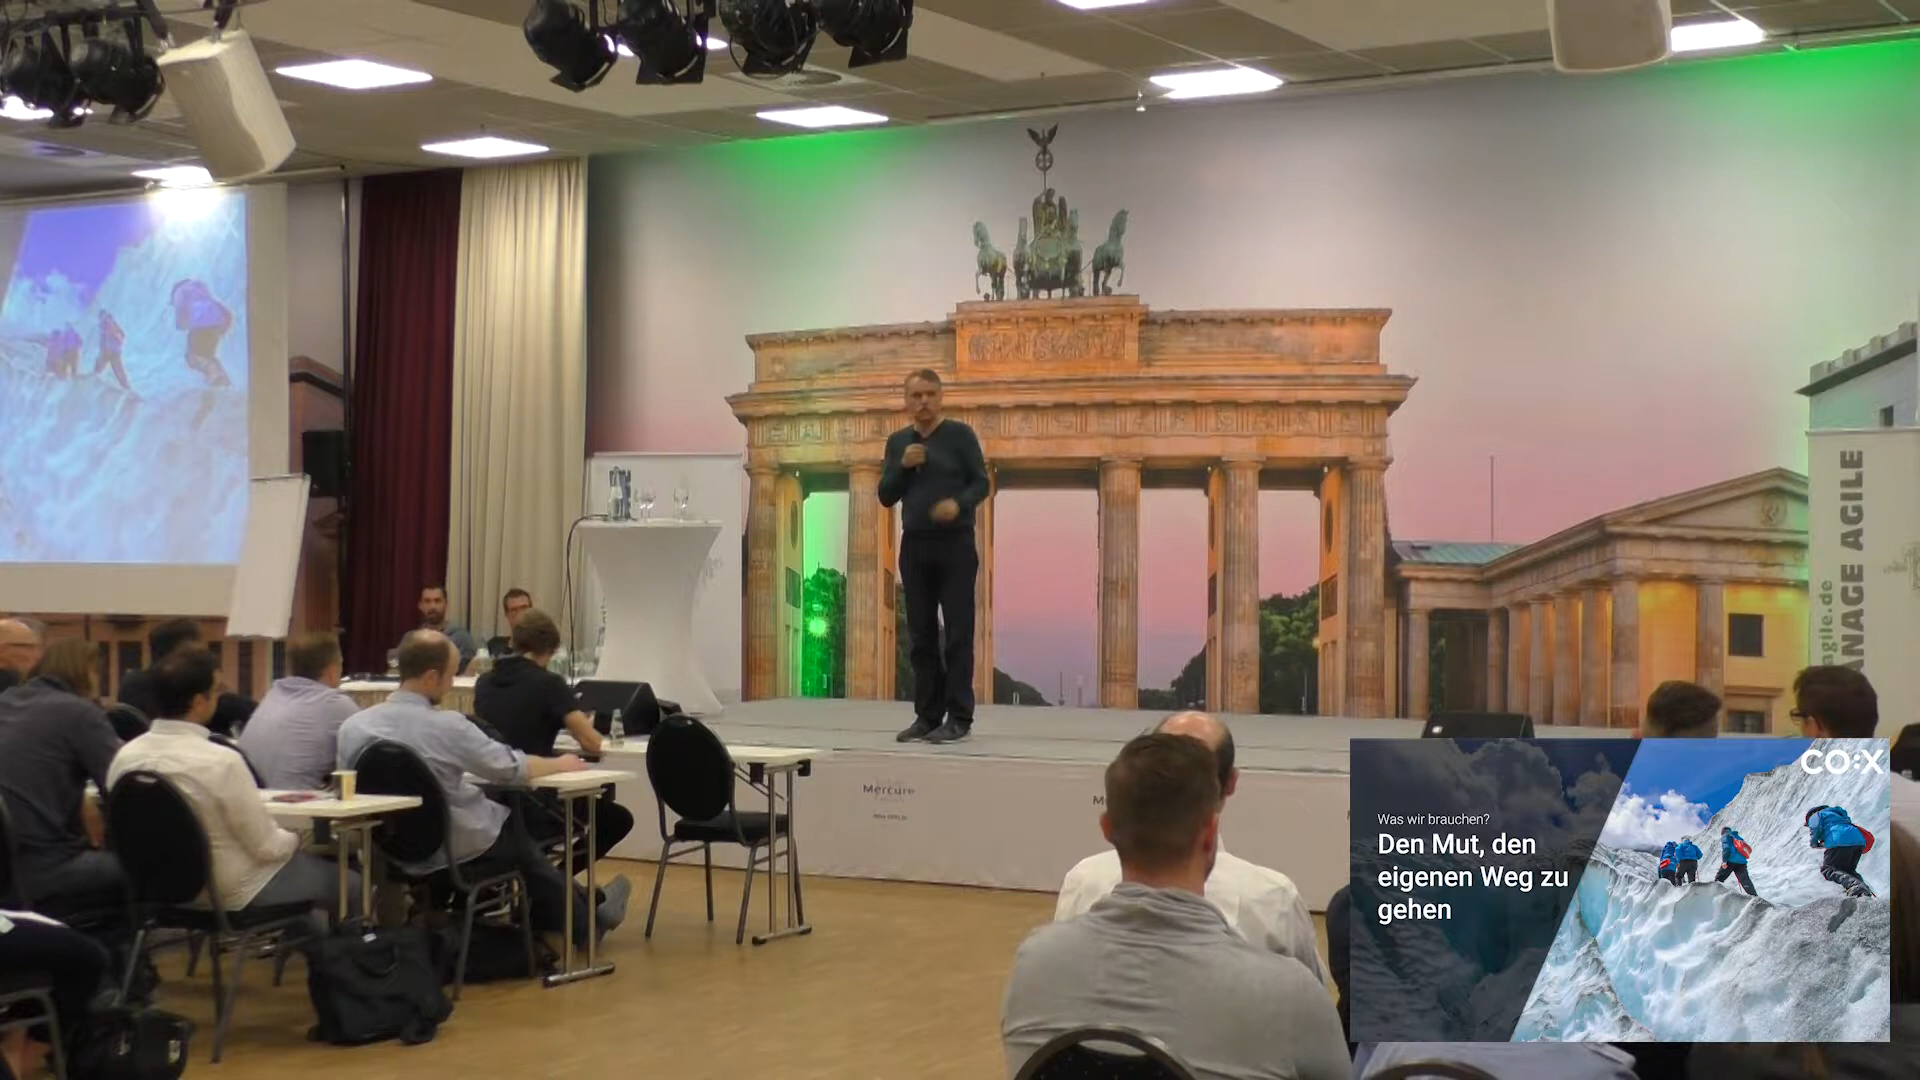 agile.de
MANAGE AGILE
Mercure
CO:X
Was wir brauchen?
Den Mut, den
eigenen Weg zu
gehen